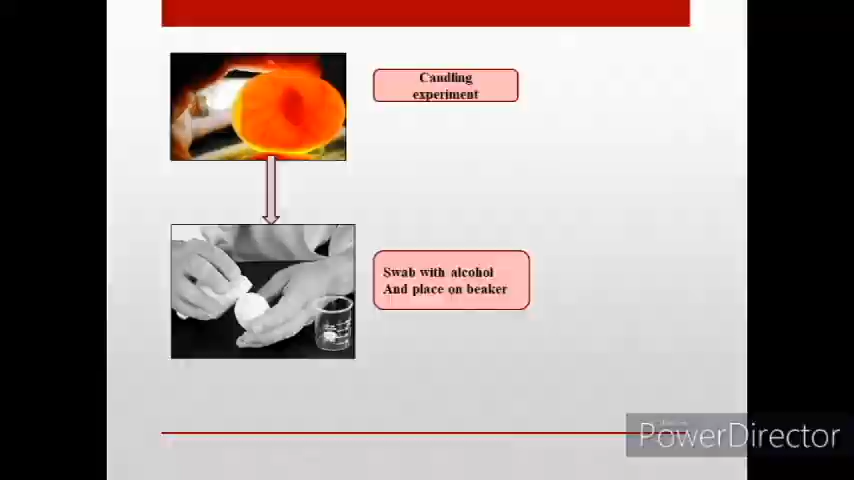 Candling
experiment
Swab with alcohol
And place on beaker
PowerDirector